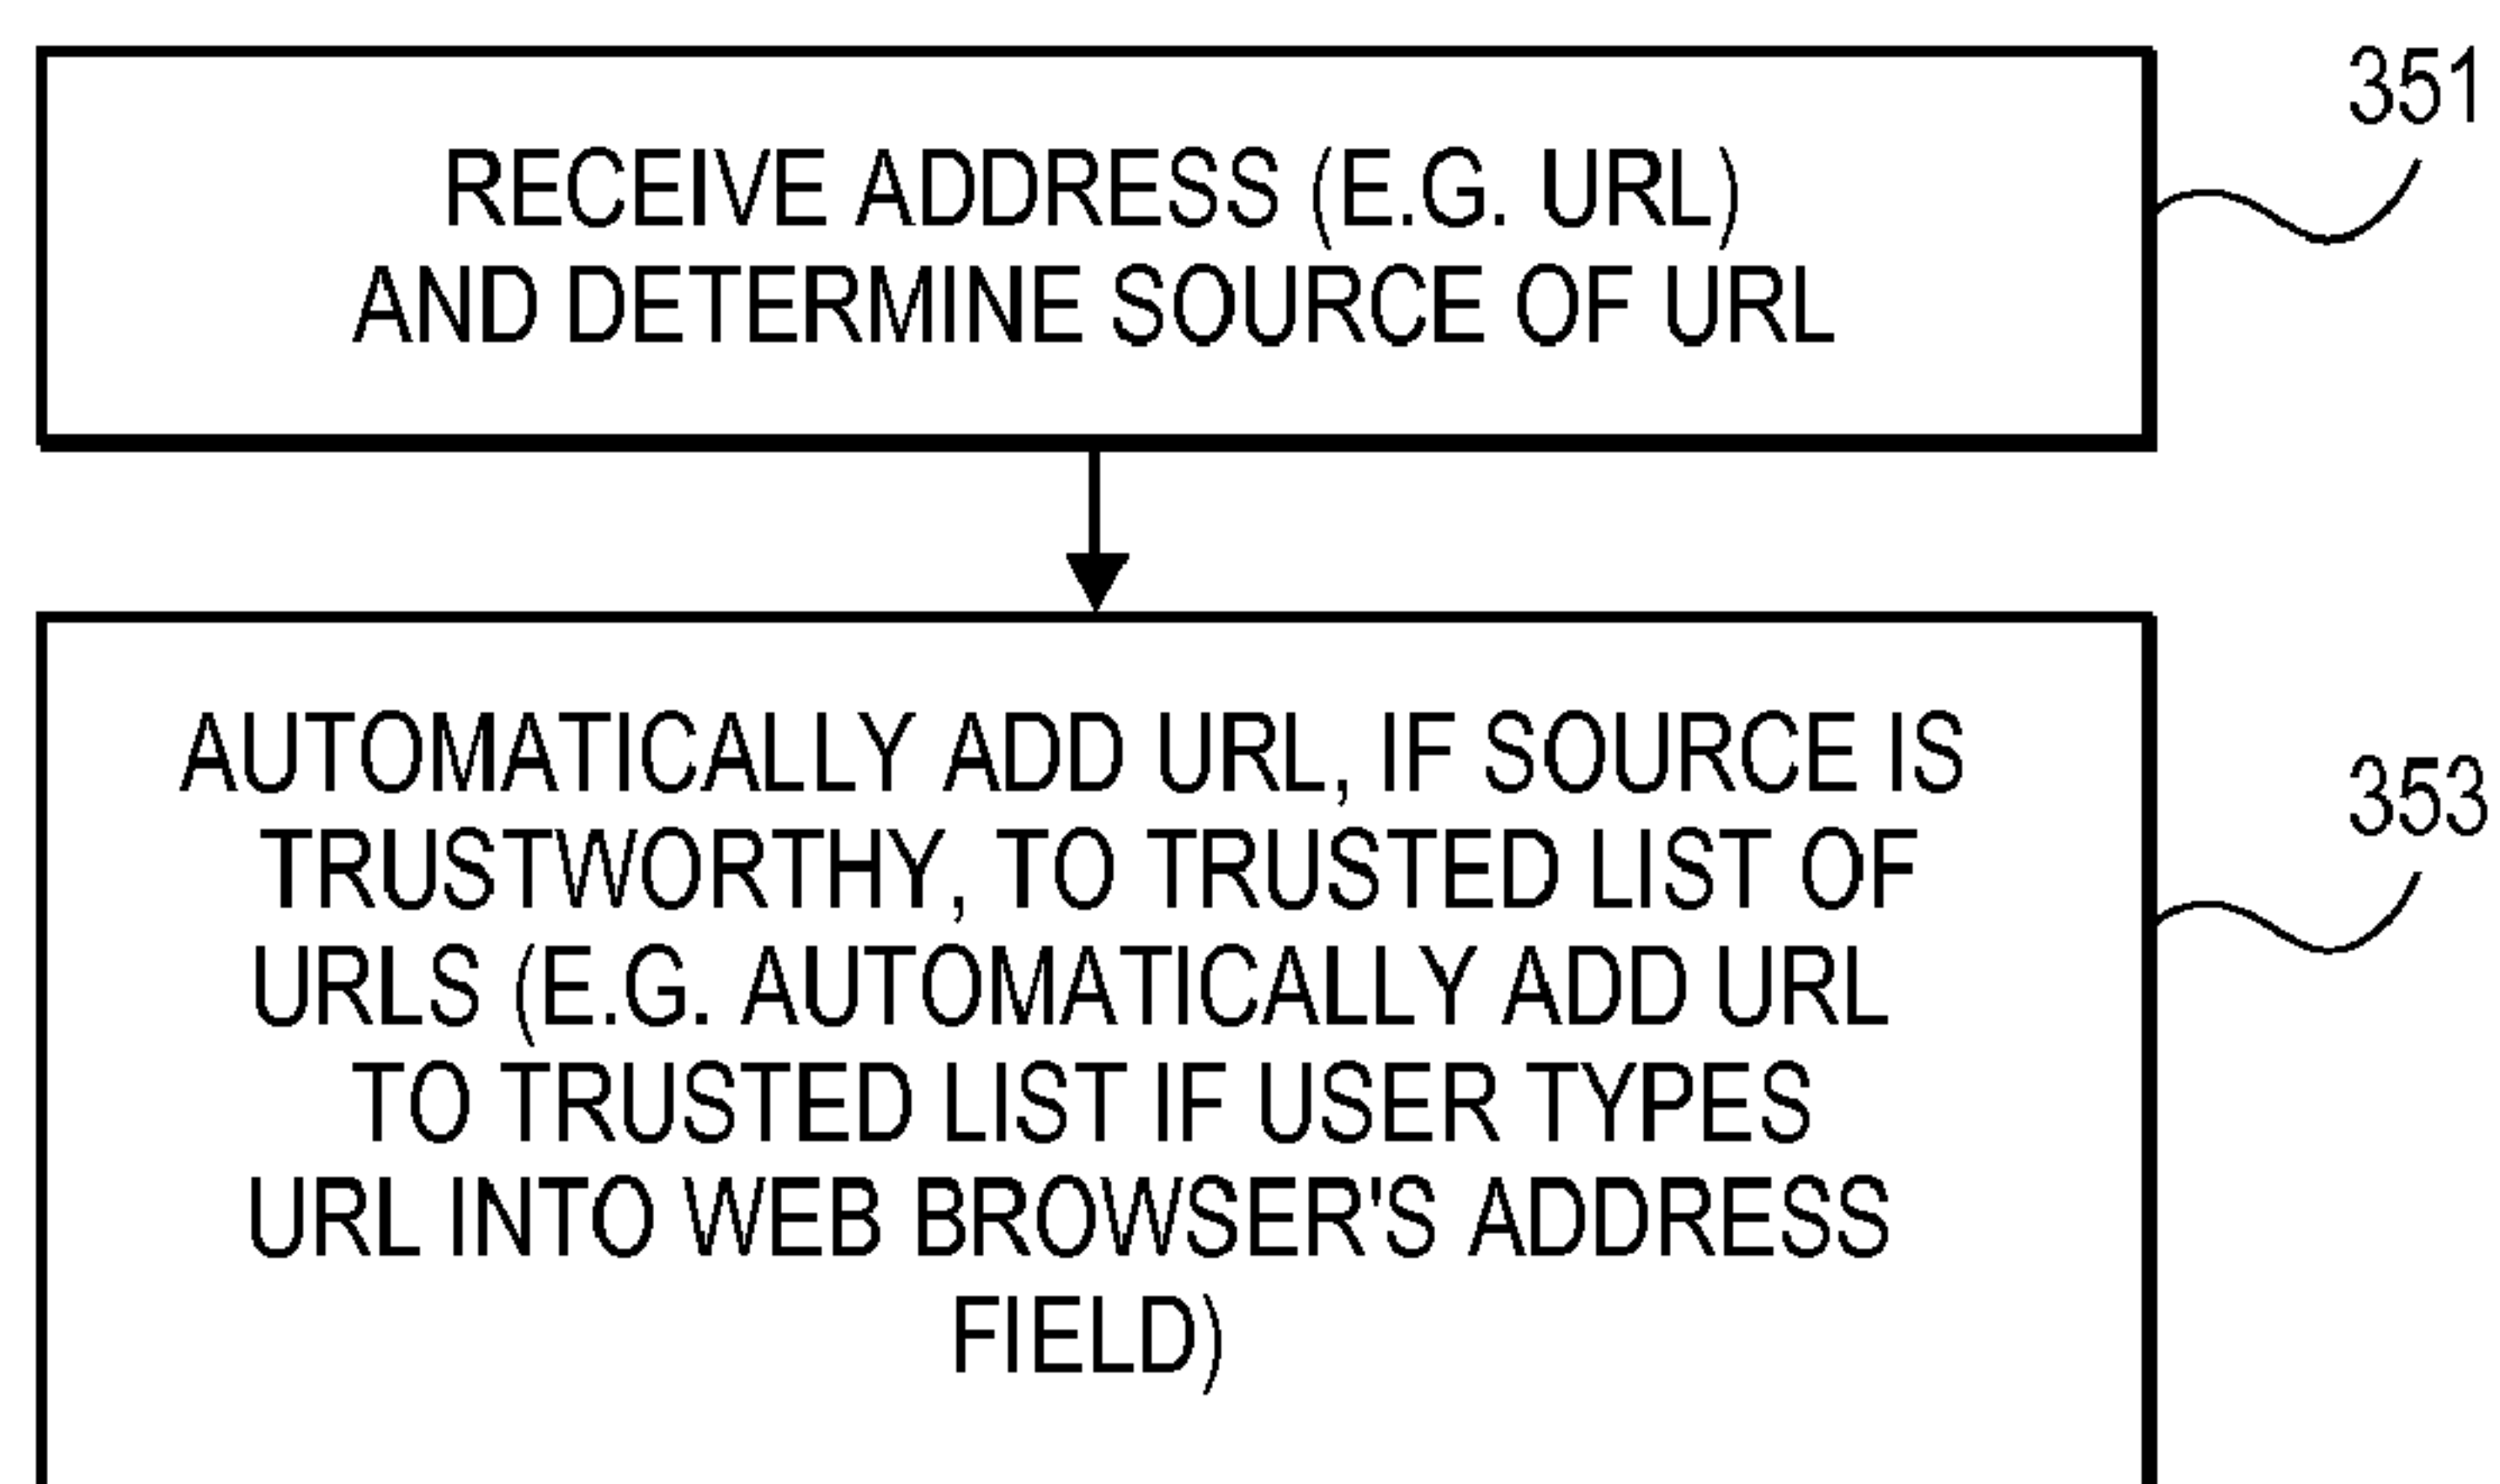 351
RECEIVE ADDRESS (E.G. URL)
AND DETERMINE SOURCE OF URL
AUTOMATICALLY ADD URL, IF SOURCE IS
TRUSTWORTHY, TO TRUSTED LIST OF
URLS (E.G. AUTOMATICALLY ADD URL
TO TRUSTED LIST IF USER TYPES
URL INTO WEB BROWSER'S ADDRESS
FIELD)
353